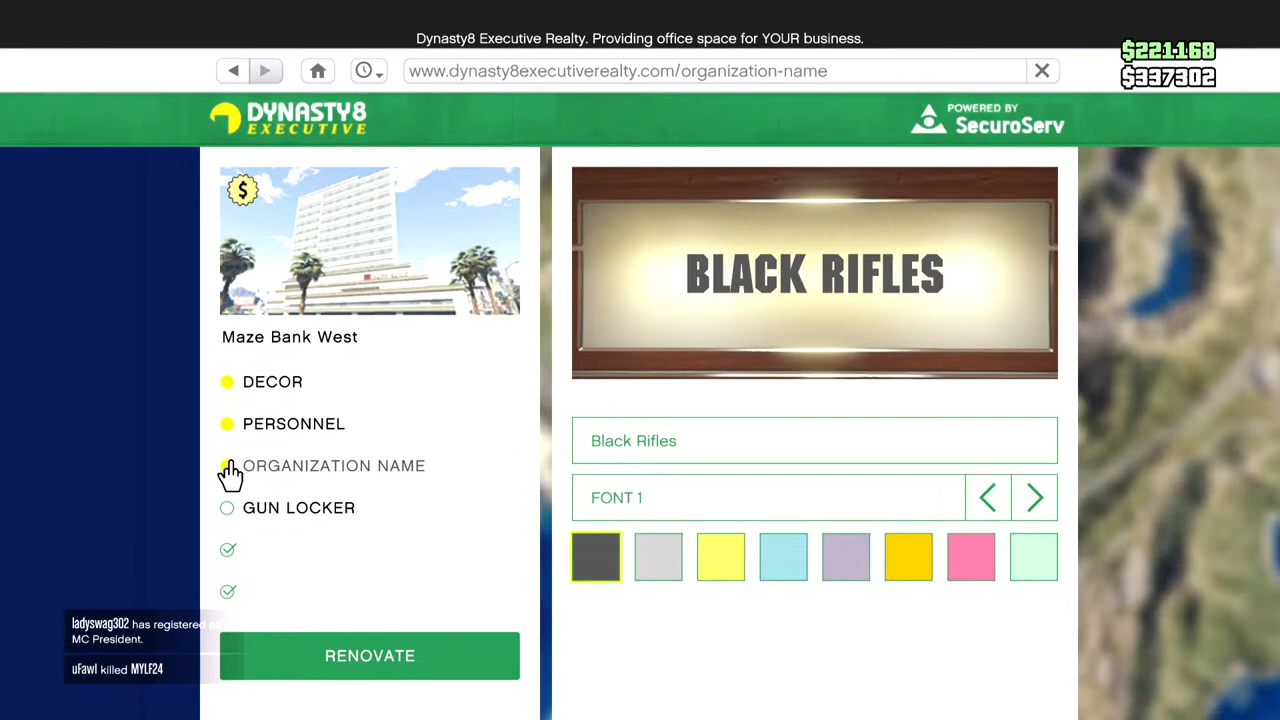 Dynasty8 Executive Realty. Providing office space for YOUR business.
$221168
$337302
www.dynasty8executiverealty.com/organization-name
DYNASTY8
EXECUTIVE
POWERED BY
SecuroServ
$
BLACK RIFLES
Maze Bank West
DECOR
PERSONNEL
ORGANIZATION NAME
GUN LOCKER
Black Rifles
FONT 1
ladyswag302 has registered as
MC President.
uFawl killed MYLF24
RENOVATE